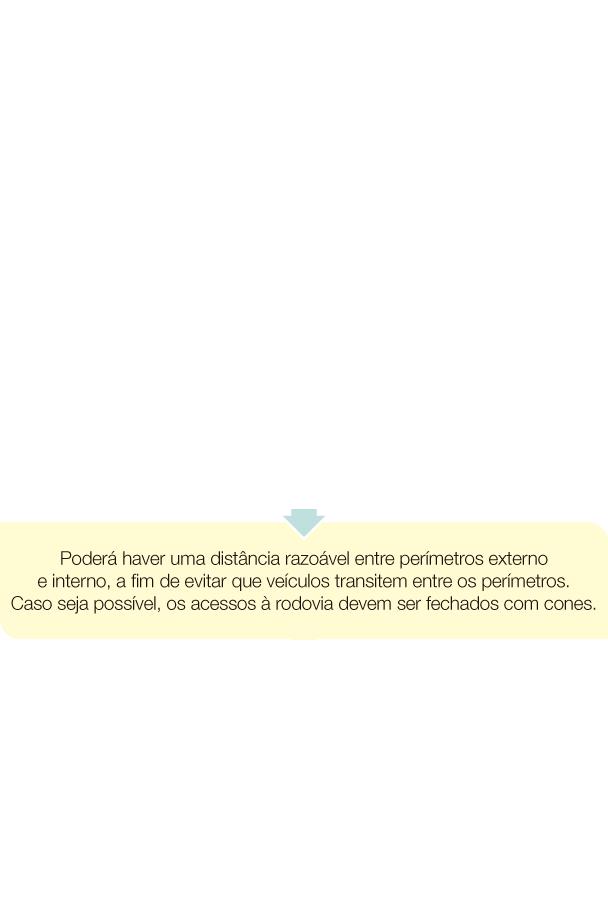 Poderá haver uma distância razoável entre perímetros externo
e interno, a fim de evitar que veículos transitem entre os perímetros.
Caso seja possível, os acessos à rodovia devem ser fechados com cones.